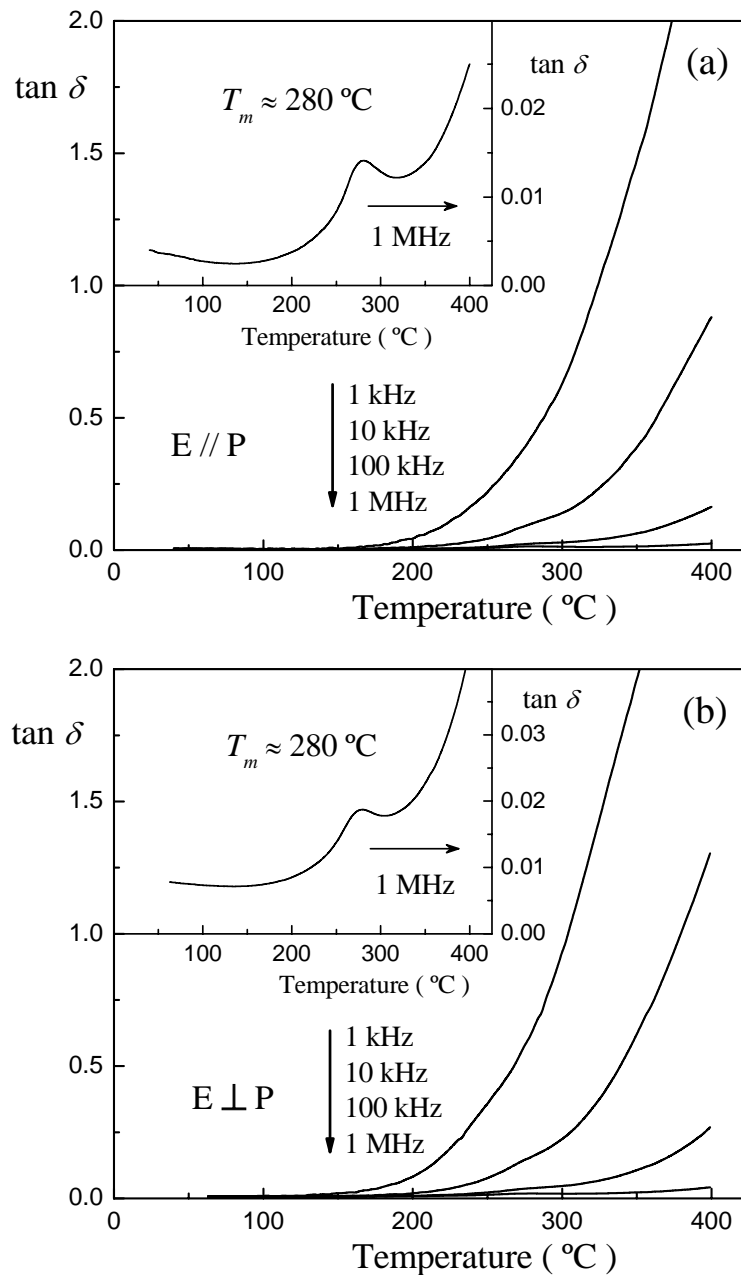 (a)
tan δ
2.0
1.5
1.0
0.5
0.0
T_m ≈ 280 ºC
tan δ
0.02
0.01
0.00
1 MHz
100 200 300 400
Temperature ( ºC )
1 kHz
10 kHz
100 kHz
1 MHz
E // P
0 100 200 300 400
Temperature ( ºC )
(b)
tan δ
2.0
1.5
1.0
0.5
0.0
T_m ≈ 280 ºC
tan δ
0.03
0.02
0.01
0.00
1 MHz
100 200 300 400
Temperature ( ºC )
1 kHz
10 kHz
100 kHz
1 MHz
E ⊥ P
0 100 200 300 400
Temperature ( ºC )